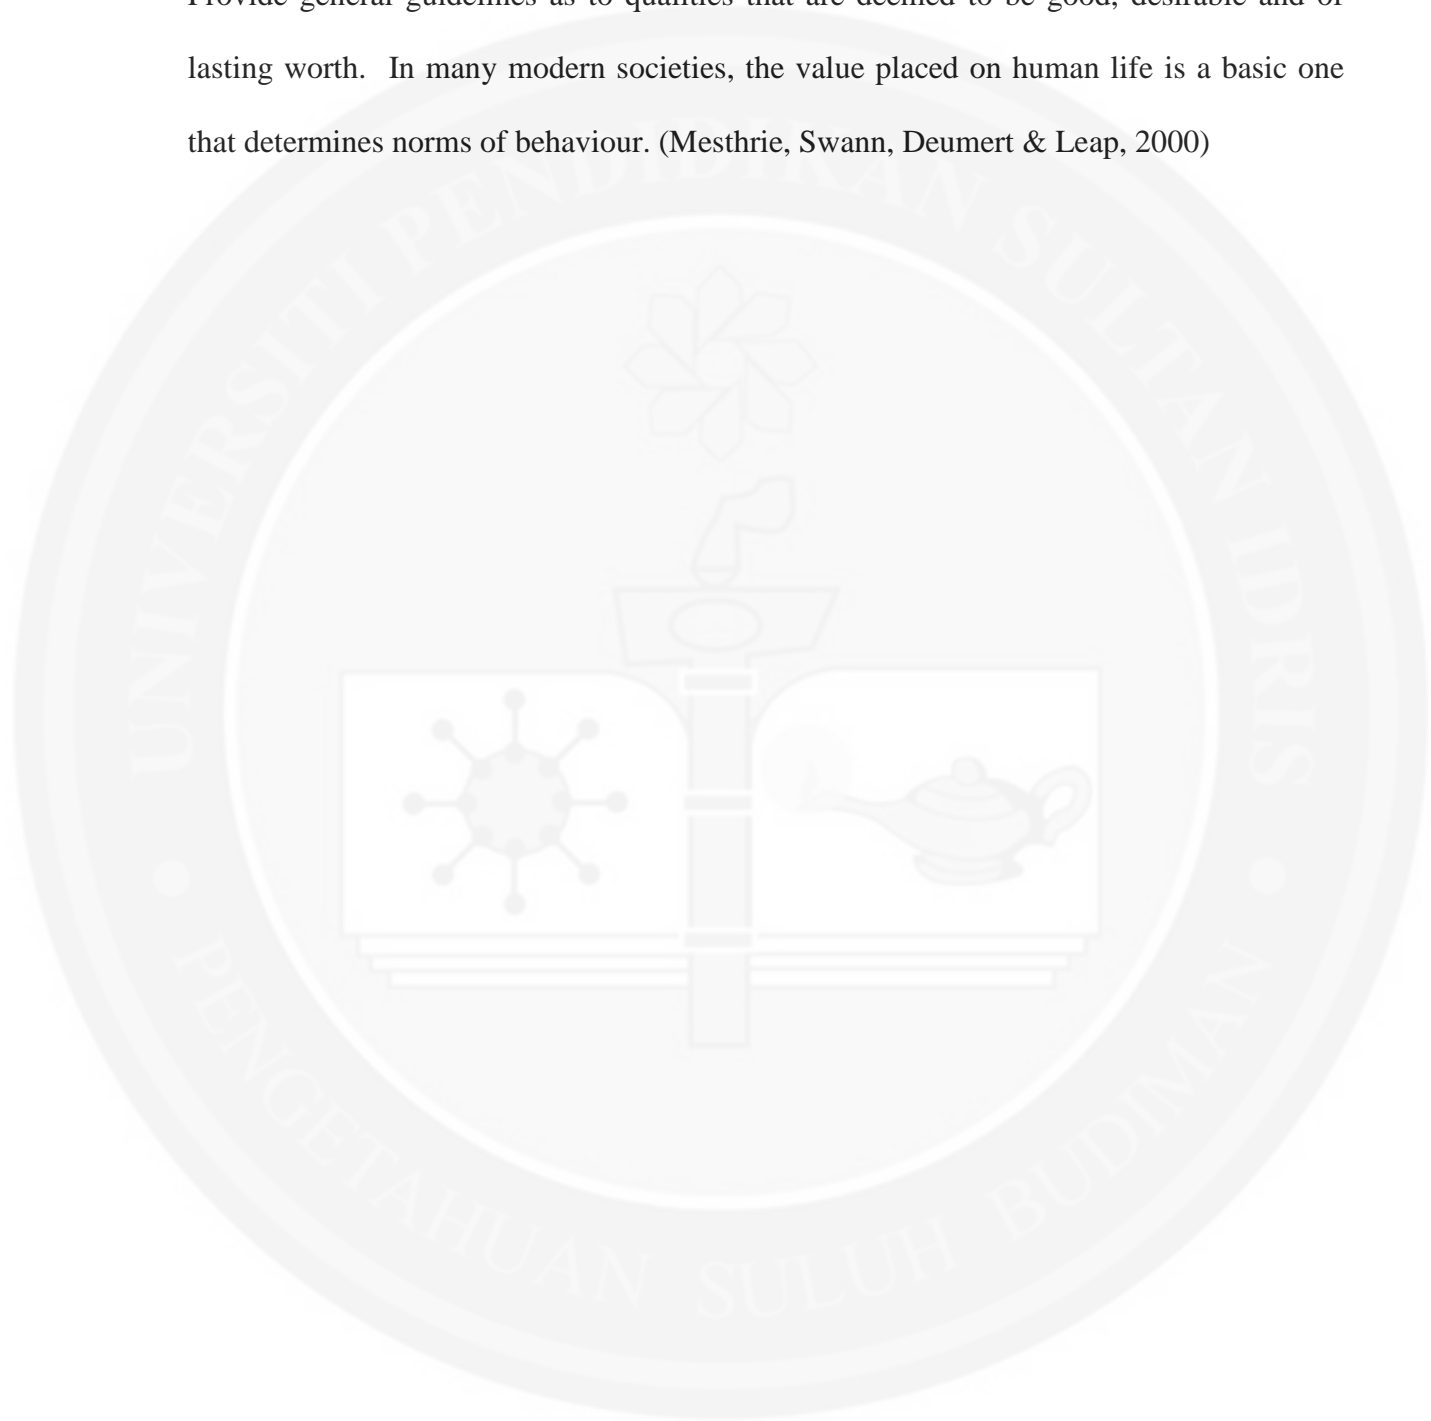 Provide general guidelines as to qualities that are deemed to be good, desirable and of
lasting worth. In many modern societies, the value placed on human life is a basic one
that determines norms of behaviour. (Mesthrie, Swann, Deumert & Leap, 2000)
UNIVERSITI PENDIDIKAN SULTAN IDRIS
PENGETAHUAN SULUH BUDIMAN